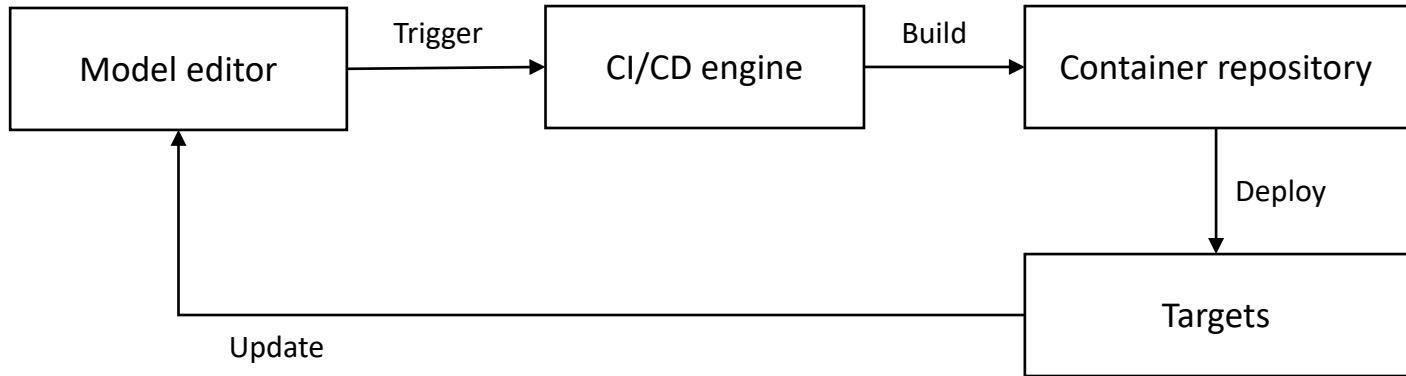 Trigger
Build
Model editor
CI/CD engine
Container repository
Deploy
Targets
Update